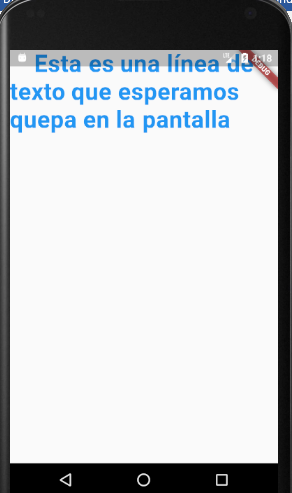 Esta es una línea de
texto que esperamos
quepa en la pantalla